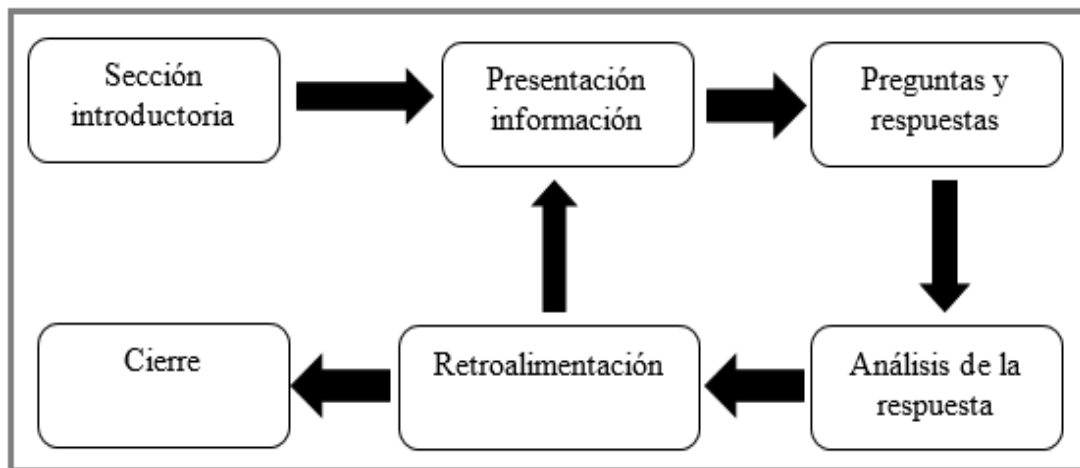 Sección
introductoria
Presentación
información
Preguntas y
respuestas
Cierre
Retroalimentación
Análisis de la
respuesta